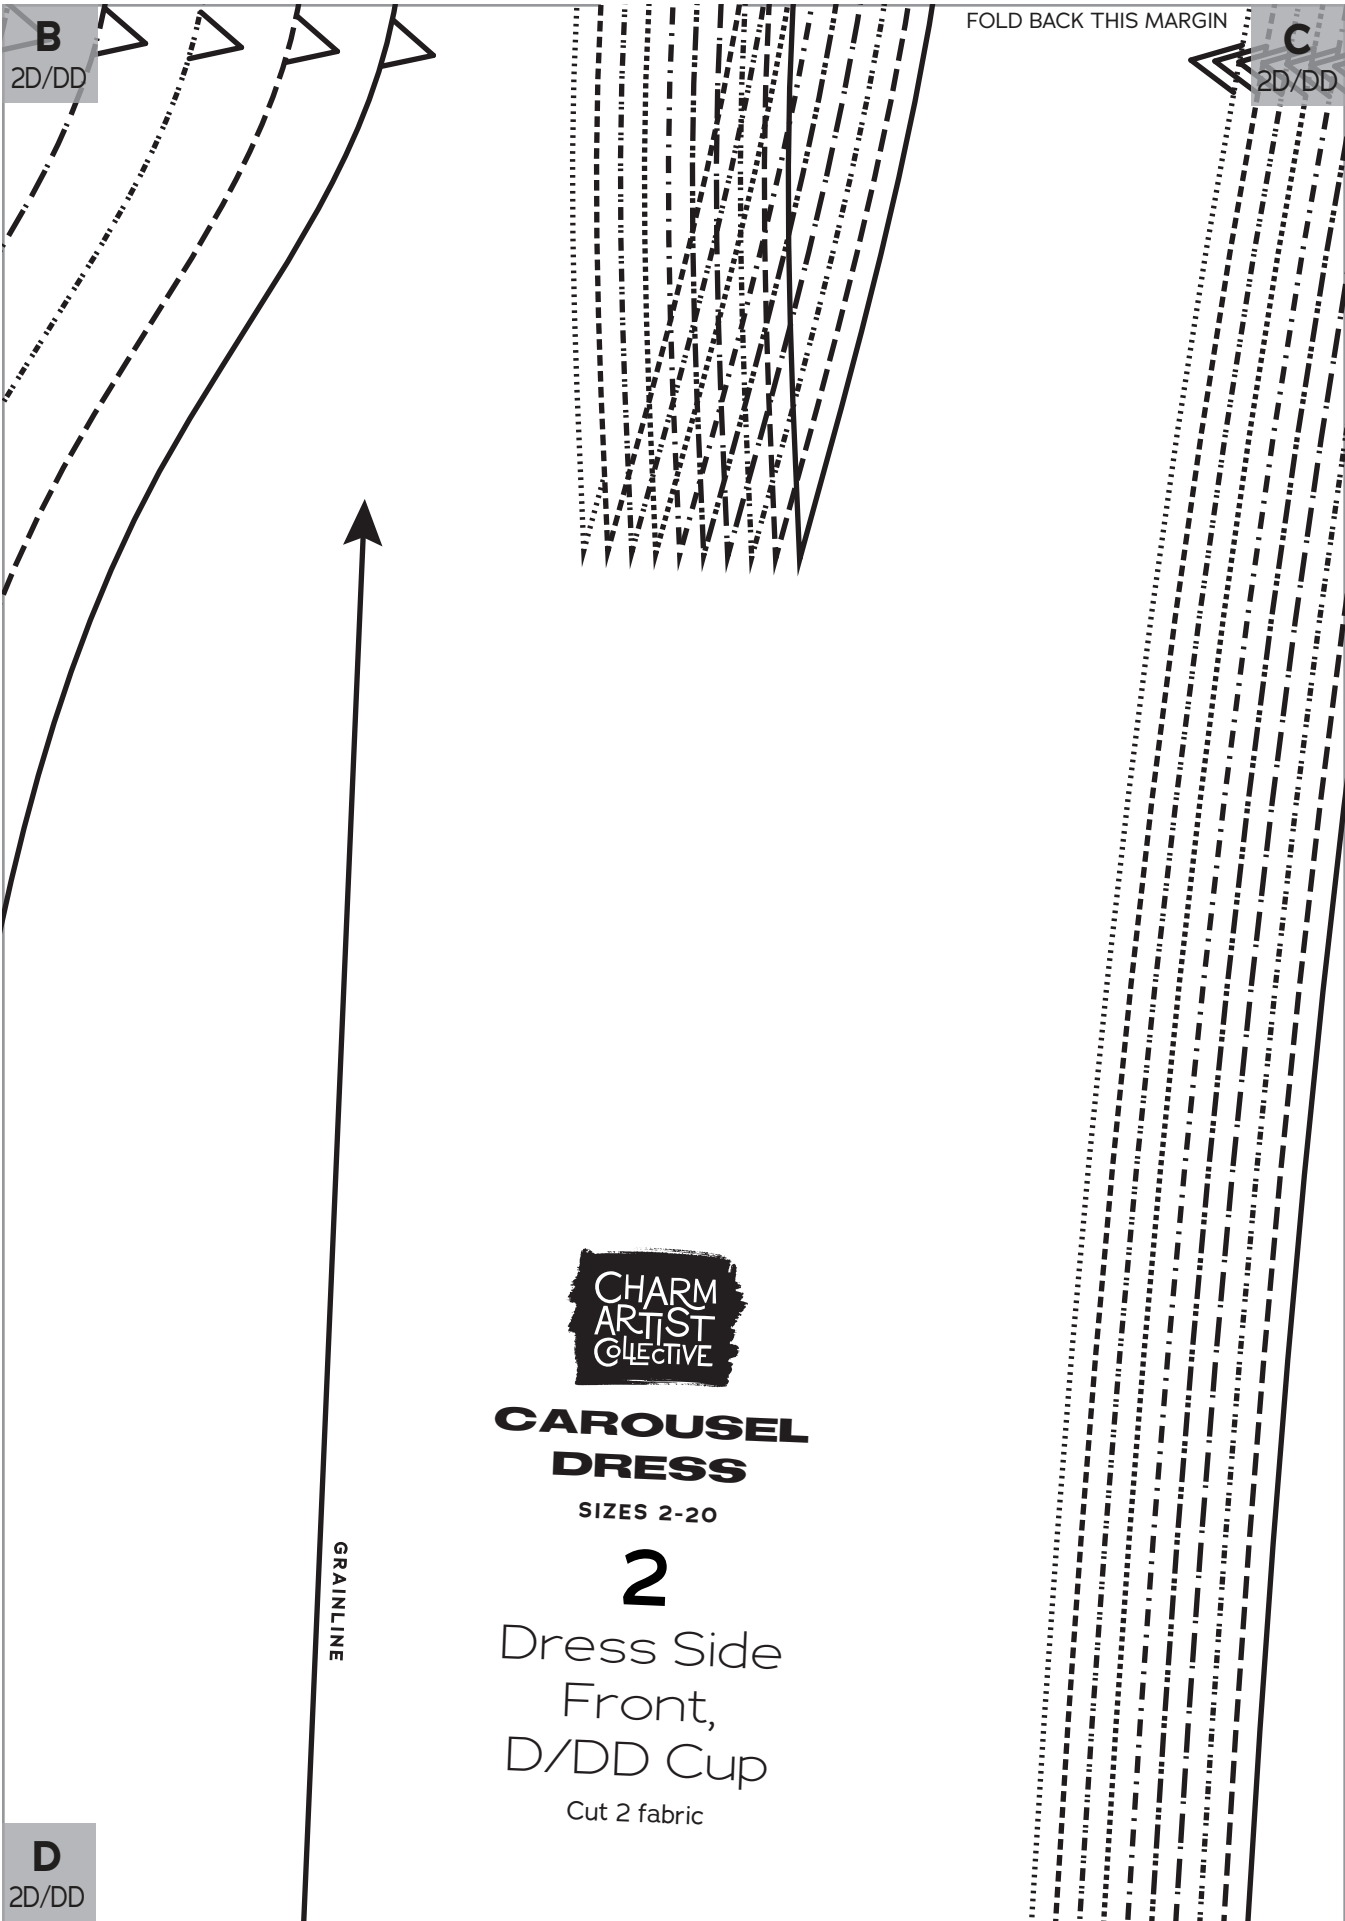 FOLD BACK THIS MARGIN
B
2D/DD
C
2D/DD
CHARM
ARTIST
COLLECTIVE
CAROUSEL
DRESS
SIZES 2-20
2
Dress Side
Front,
D/DD Cup
Cut 2 fabric
GRAINLINE
D
2D/DD